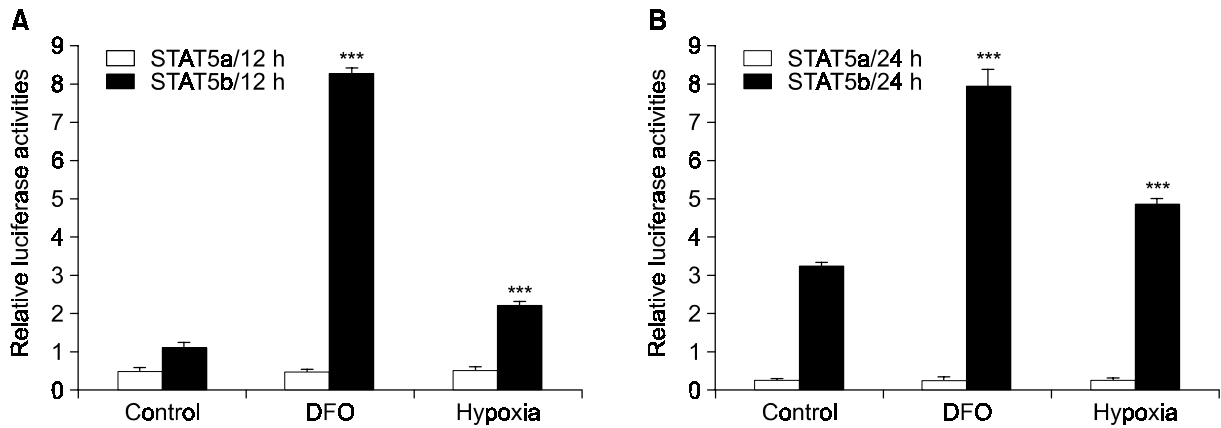 A
Relative luciferase activities
9
8
7
6
5
4
3
2
1
0
STAT5a/12 h
STAT5b/12 h
***
***
Control
DFO
Hypoxia
B
Relative luciferase activities
9
8
7
6
5
4
3
2
1
0
STAT5a/24 h
STAT5b/24 h
***
***
Control
DFO
Hypoxia